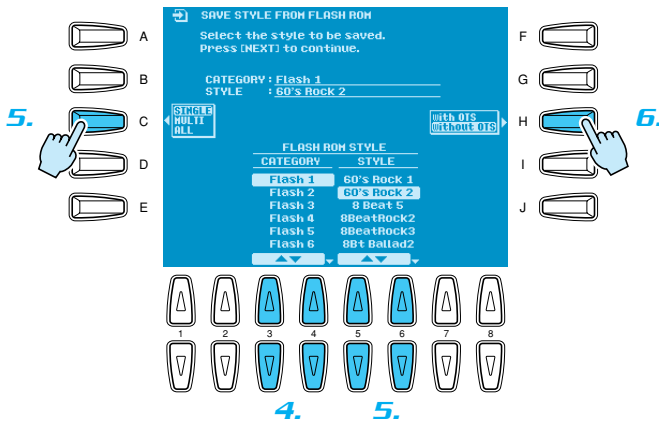 SAVE STYLE FROM FLASH ROM
Select the style to be saved.
Press [NEXT] to continue.
CATEGORY : Flash 1
STYLE : 60's Rock 2
A
F
B
G
5.
C
SINGLE
MULTI
ALL
with OTS
without OTS
H
6.
D
I
E
J
FLASH ROM STYLE
CATEGORY STYLE
Flash 1 60's Rock 1
Flash 2 60's Rock 2
Flash 3 8 Beat 5
Flash 4 8BeatRock2
Flash 5 8BeatRock3
Flash 6 8Bt Ballad2
1 2 3 4 5 6 7 8
4. 5.